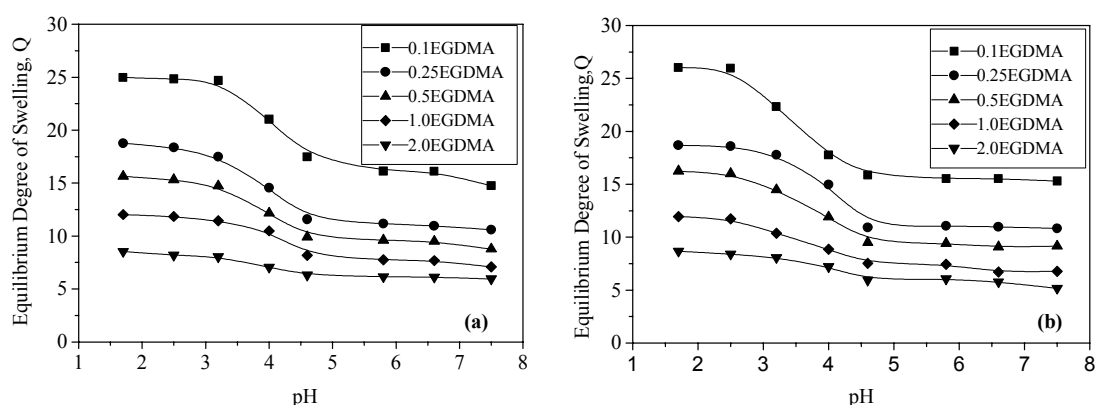 30
25
20
15
10
5
0
Equilibrium Degree of Swelling, Q
0.1EGDMA
0.25EGDMA
0.5EGDMA
1.0EGDMA
2.0EGDMA
(a)
1 2 3 4 5 6 7 8
pH
30
25
20
15
10
5
0
Equilibrium Degree of Swelling,Q
0.1EGDMA
0.25EGDMA
0.5EGDMA
1.0EGDMA
2.0EGDMA
(b)
1 2 3 4 5 6 7 8
pH